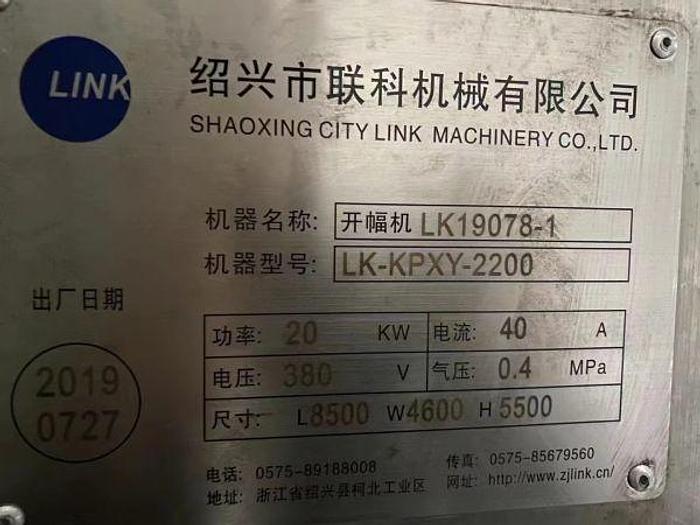 LINK
绍兴市联科机械有限公司
SHAOXING CITY LINK MACHINERY CO.,LTD.
机器名称: 开幅机 LK19078-1
机器型号: LK-KPXY-2200
出厂日期
2019
0727
功率: 20 KW 电流: 40 A
电压: 380 V 气压: 0.4 MPa
尺寸: L8500 W4600 H5500
电话: 0575-89188008 传真: 0575-85679560
地址: 浙江省绍兴县柯北工业区 网址: http://www.zjlink.cn/